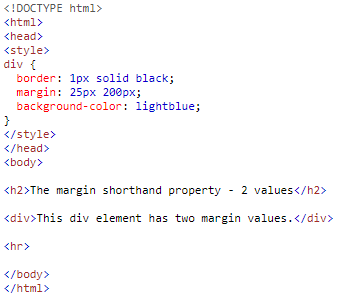 <!DOCTYPE html>
<html>
<head>
<style>
div {
  border: 1px solid black;
  margin: 25px 200px;
  background-color: lightblue;
}
</style>
</head>
<body>

<h2>The margin shorthand property - 2 values</h2>

<div>This div element has two margin values.</div>

<hr>

</body>
</html>